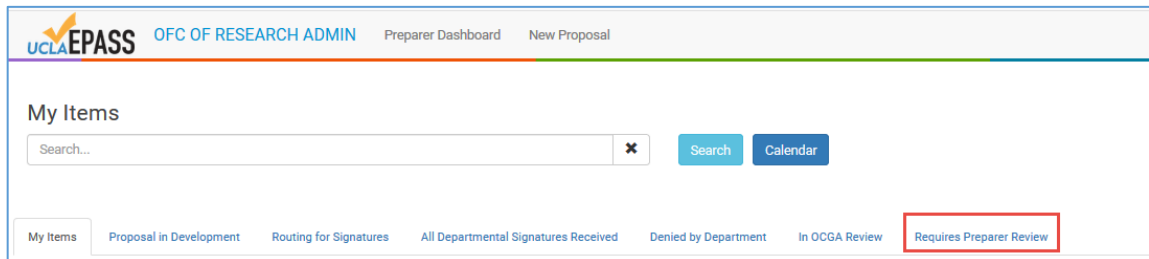 UCLA EPASS OFC OF RESEARCH ADMIN Preparer Dashboard New Proposal
My Items
Search... ✖ Search Calendar
My Items Proposal in Development Routing for Signatures All Departmental Signatures Received Denied by Department In OCGA Review Requires Preparer Review